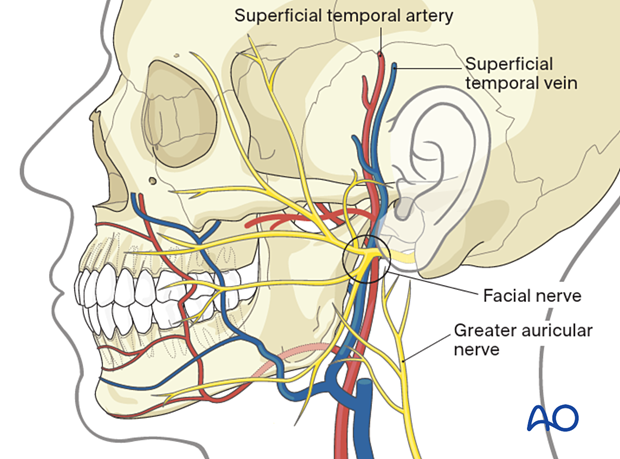 Superficial temporal artery
Superficial
temporal vein
Facial nerve
Greater auricular
nerve
AO